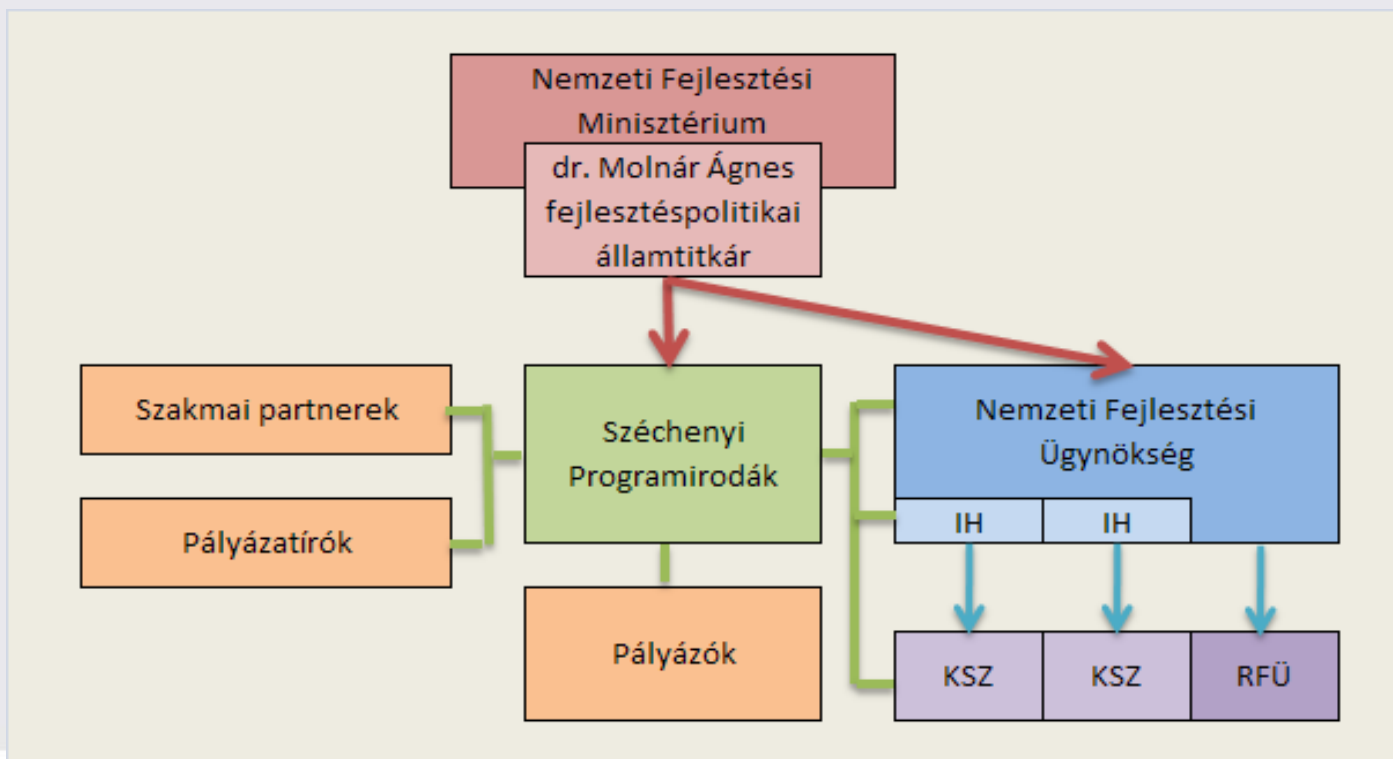 Nemzeti Fejlesztési
Minisztérium
dr. Molnár Ágnes
fejlesztéspolitikai
államtitkár
Szakmai partnerek
Pályázatírók
Széchenyi
Programirodák
Pályázók
Nemzeti Fejlesztési
Ügynökség
IH
IH
KSZ
KSZ
RFÜ